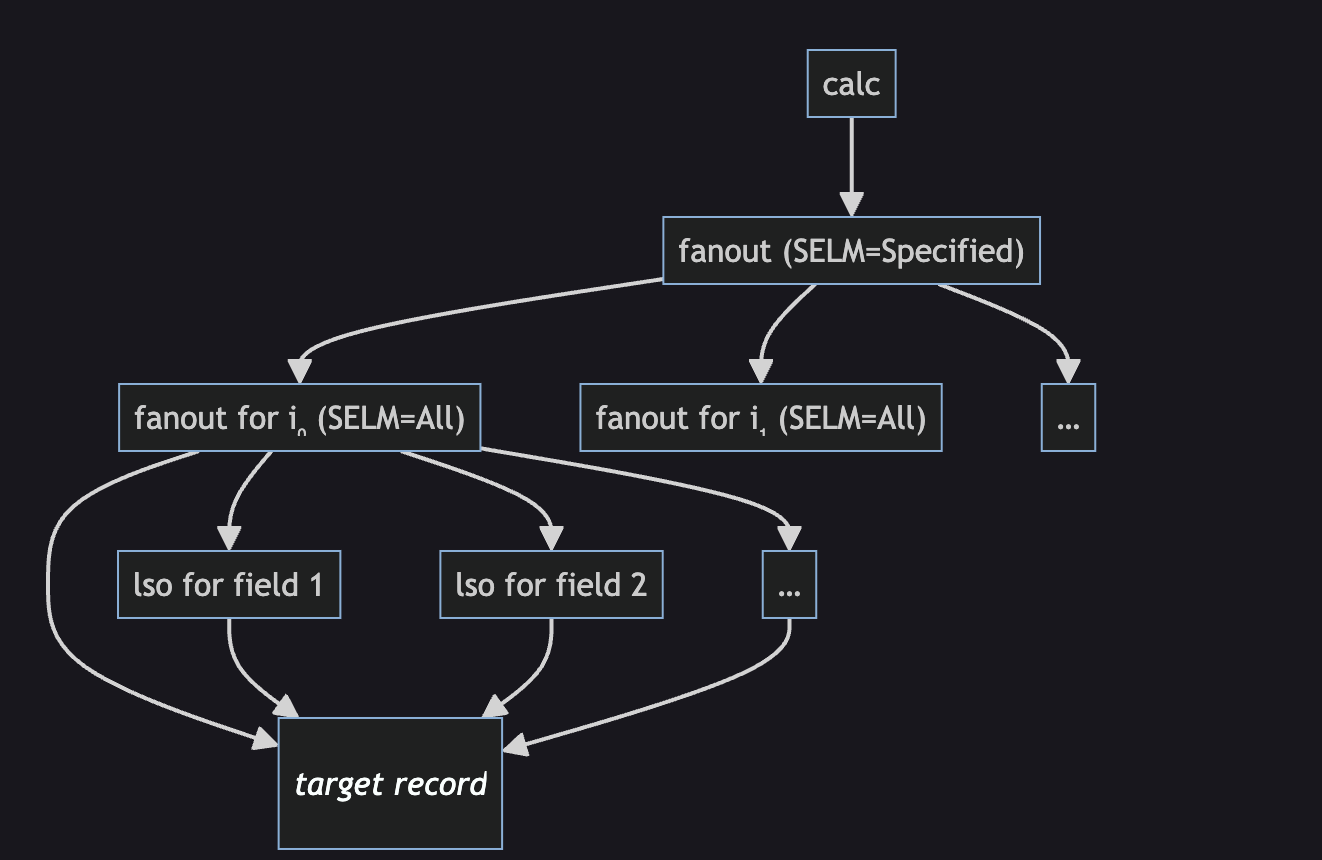 calc
fanout (SELM=Specified)
fanout for i₀ (SELM=All)
fanout for i₁ (SELM=All)
...
lso for field 1
lso for field 2
...
target record